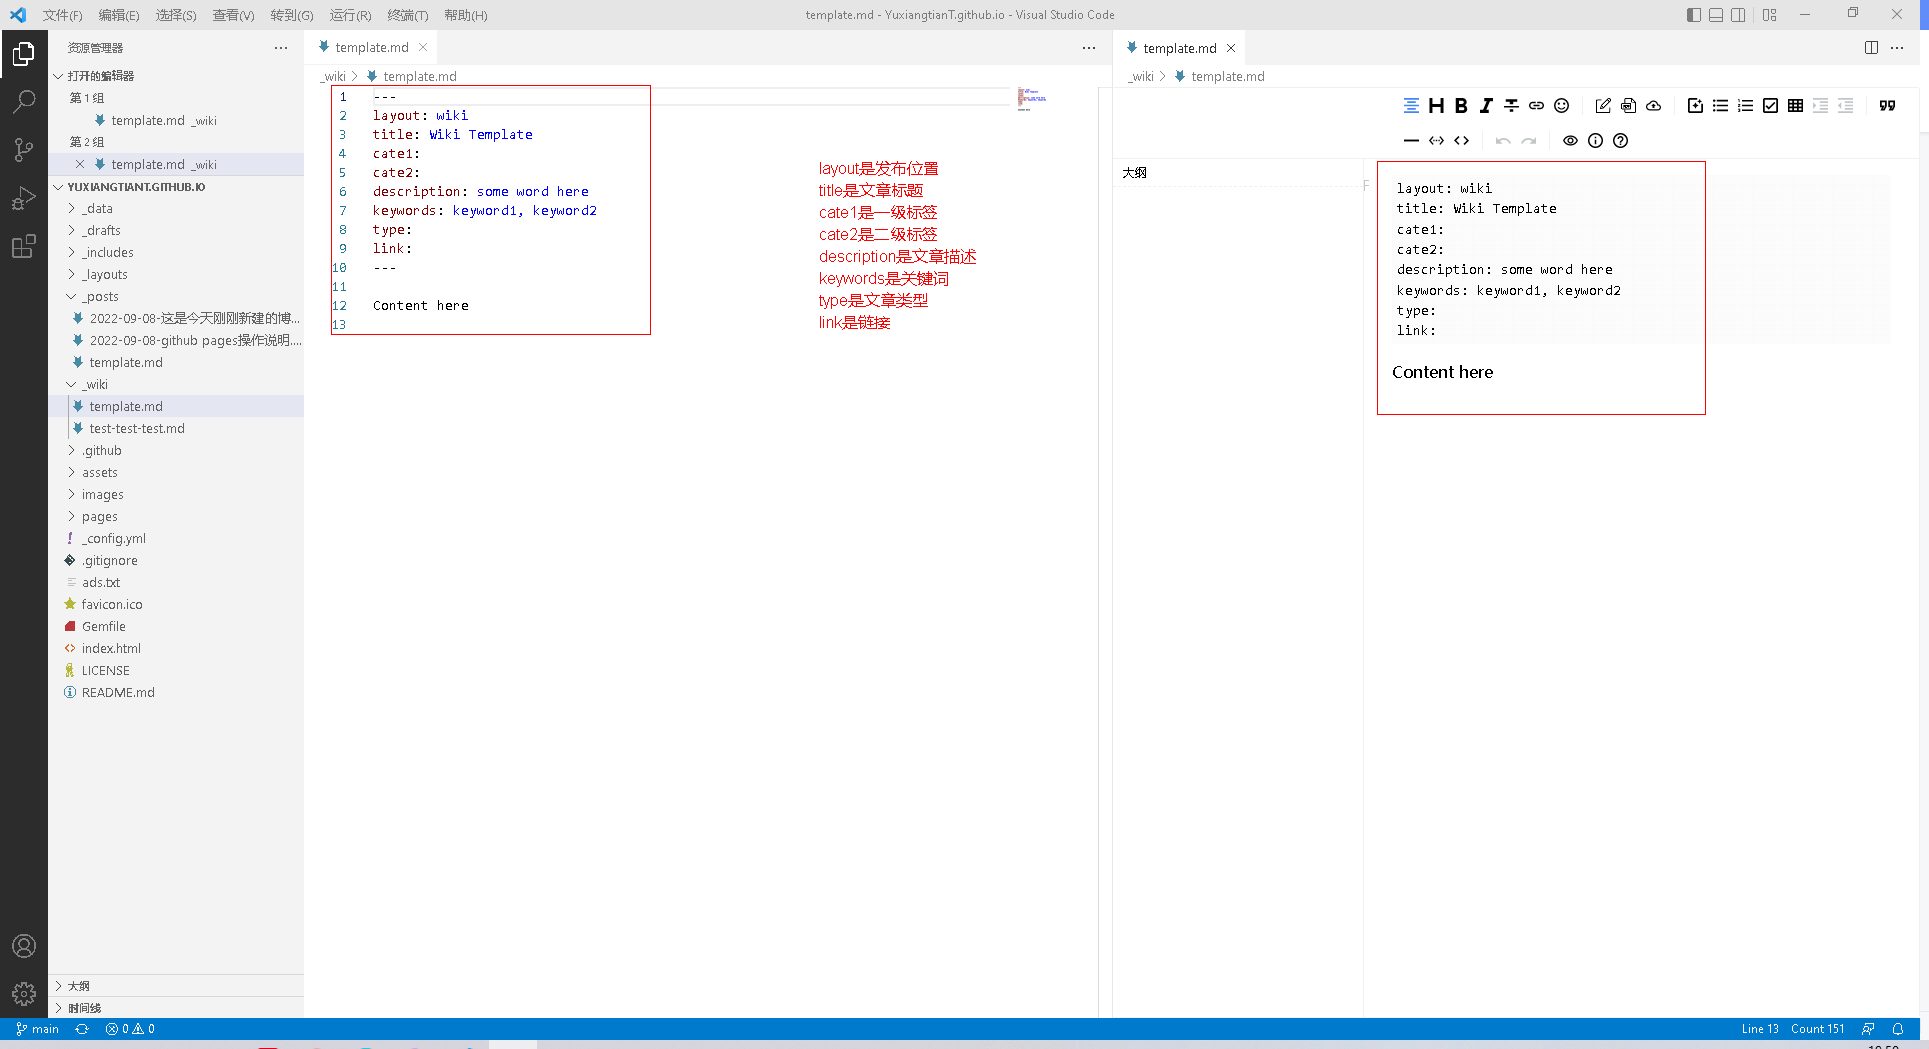 文件(F) 编辑(E) 选择(S) 查看(V) 转到(G) 运行(R) 终端(T) 帮助(H)
template.md - YuxiangtianT.github.io - Visual Studio Code
资源管理器
打开的编辑器
第 1 组
template.md _wiki
第 2 组
template.md _wiki
YUXIANGTIANT.GITHUB.IO
_data
_drafts
_includes
_layouts
_posts
2022-09-08-这是今天刚刚新建的博...
2022-09-08-github pages操作说明....
template.md
_wiki
template.md
test-test-test.md
.github
assets
images
pages
_config.yml
.gitignore
ads.txt
favicon.ico
Gemfile
index.html
LICENSE
README.md
大纲
时间线
template.md
_wiki template.md
1 ---
2 layout: wiki
3 title: Wiki Template
4 cate1:
5 cate2:
6 description: some word here
7 keywords: keyword1, keyword2
8 type:
9 link:
10 ---
11
12 Content here
13
layout是发布位置
title是文章标题
cate1是一级标签
cate2是二级标签
description是文章描述
keywords是关键词
type是文章类型
link是链接
template.md
_wiki template.md
大纲
layout: wiki
title: Wiki Template
cate1:
cate2:
description: some word here
keywords: keyword1, keyword2
type:
link:
Content here
main 0 0
Line 13 Count 151